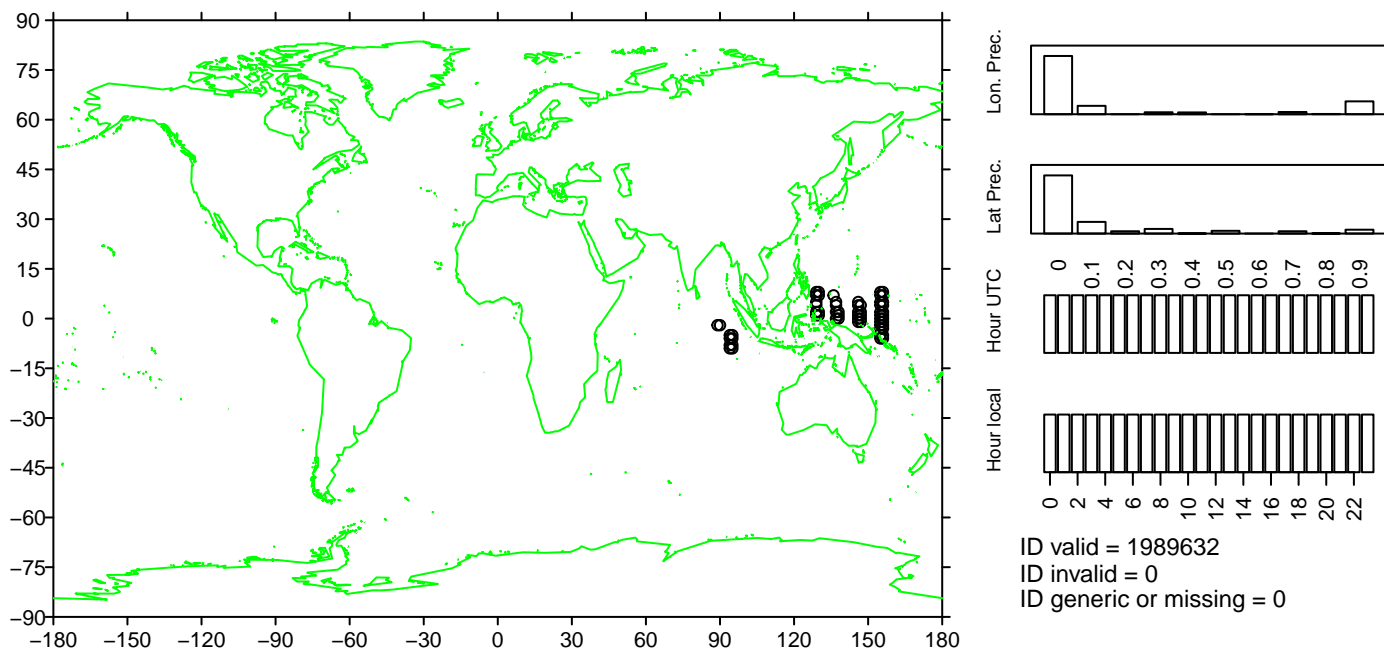 90
75
60
45
30
15
0
−15
−30
−45
−60
−75
−90
−180 −150 −120 −90 −60 −30 0 30 60 90 120 150 180
Lon. Prec.
Lat Prec.
0 0.1 0.2 0.3 0.4 0.5 0.6 0.7 0.8 0.9
Hour UTC
Hour local
0 2 4 6 8 10 12 14 16 18 20 22
ID valid = 1989632
ID invalid = 0
ID generic or missing = 0